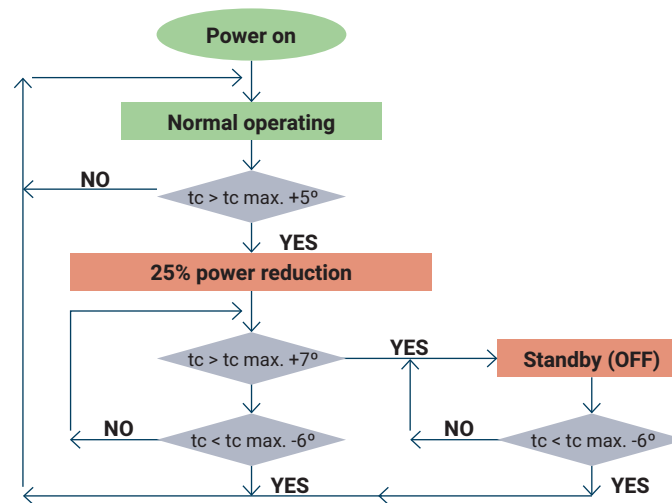 Power on
Normal operating
NO
tc > tc max. +5º
YES
25% power reduction
tc > tc max. +7º
YES
Standby (OFF)
NO
tc < tc max. -6º
NO
tc < tc max. -6º
YES
YES